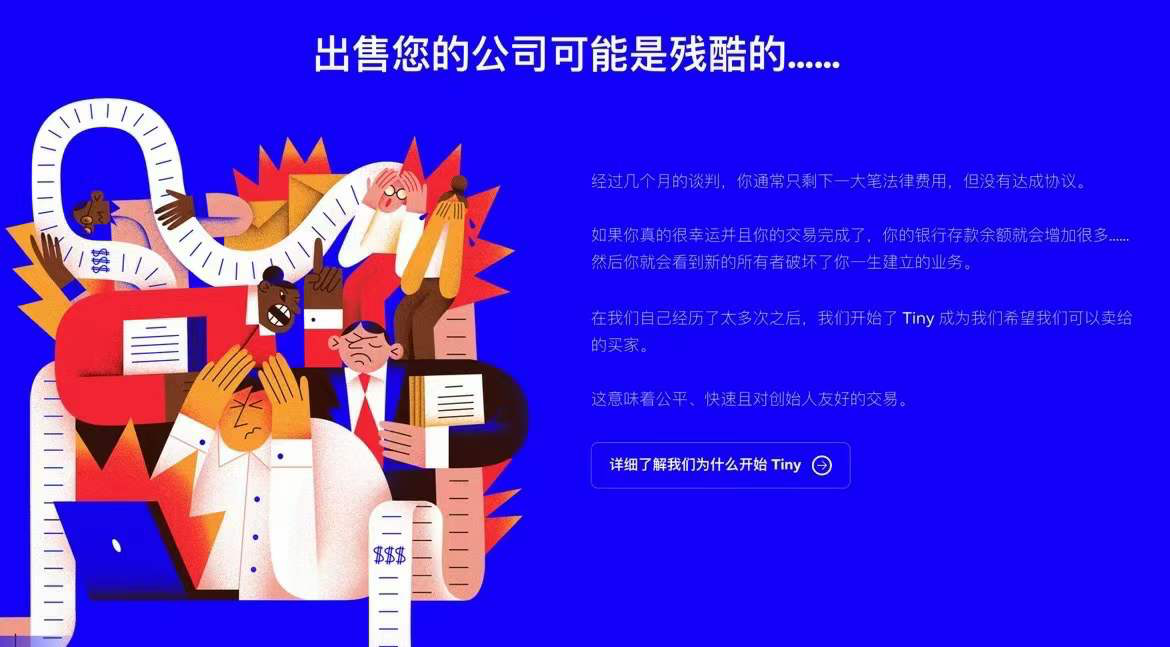 出售您的公司可能是残酷的......
经过几个月的谈判，你通常只剩下一大笔法律费用，但没有达成协议。
如果你真的很幸运并且你的交易完成了，你的银行存款余额就会增加很多......
然后你就会看到新的所有者破坏了你一生建立的业务。
在我们自己经历了太多次之后，我们开始了 Tiny 成为我们希望我们可以卖给
的买家。
这意味着公平、快速且对创始人友好的交易。
详细了解我们为什么开始 Tiny
$$$
$$$